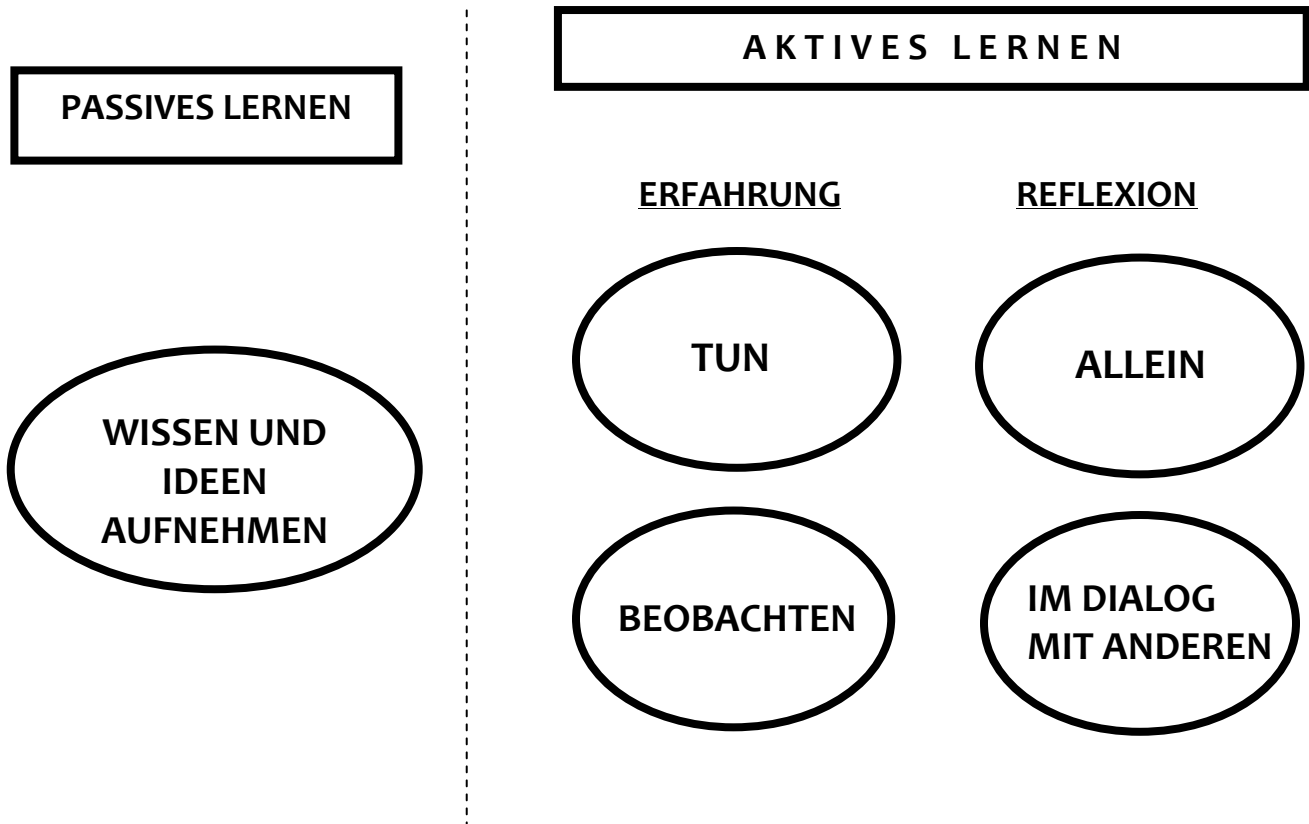 PASSIVES LERNEN
WISSEN UND
IDEEN
AUFNEHMEN
AKTIVES LERNEN
ERFAHRUNG
REFLEXION
TUN
ALLEIN
BEOBACHTEN
IM DIALOG
MIT ANDEREN